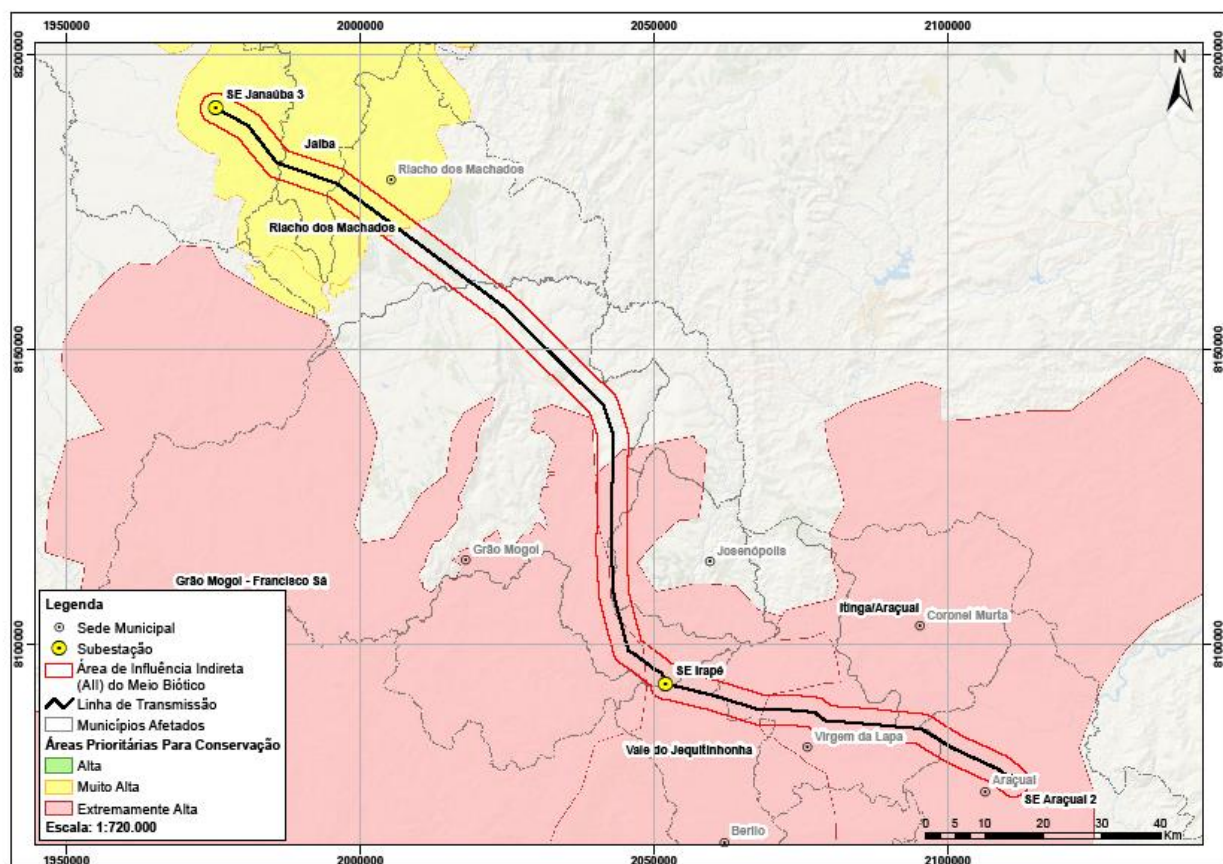 1950000 2000000 2050000 2100000
8200000 8200000
N
SE Janaúba 3
Jaíba
Riacho dos Machados
Riacho dos Machados
8150000 8150000
Grão Mogol
Josenópolis
Grão Mogol - Francisco Sá
Itinga/Araçuaí
Coronel Murta
8100000 8100000
SE Irapé
Virgem da Lapa
Vale do Jequitinhonha
Araçuaí
SE Araçuaí 2
Berilo
Legenda
Sede Municipal
Subestação
Área de Influência Indireta
(AII) do Meio Biótico
Linha de Transmissão
Municípios Afetados
Áreas Prioritárias Para Conservação
Alta
Muito Alta
Extremamente Alta
Escala: 1:720.000
0 5 10 20 30 40
Km
1950000 2000000 2050000 2100000